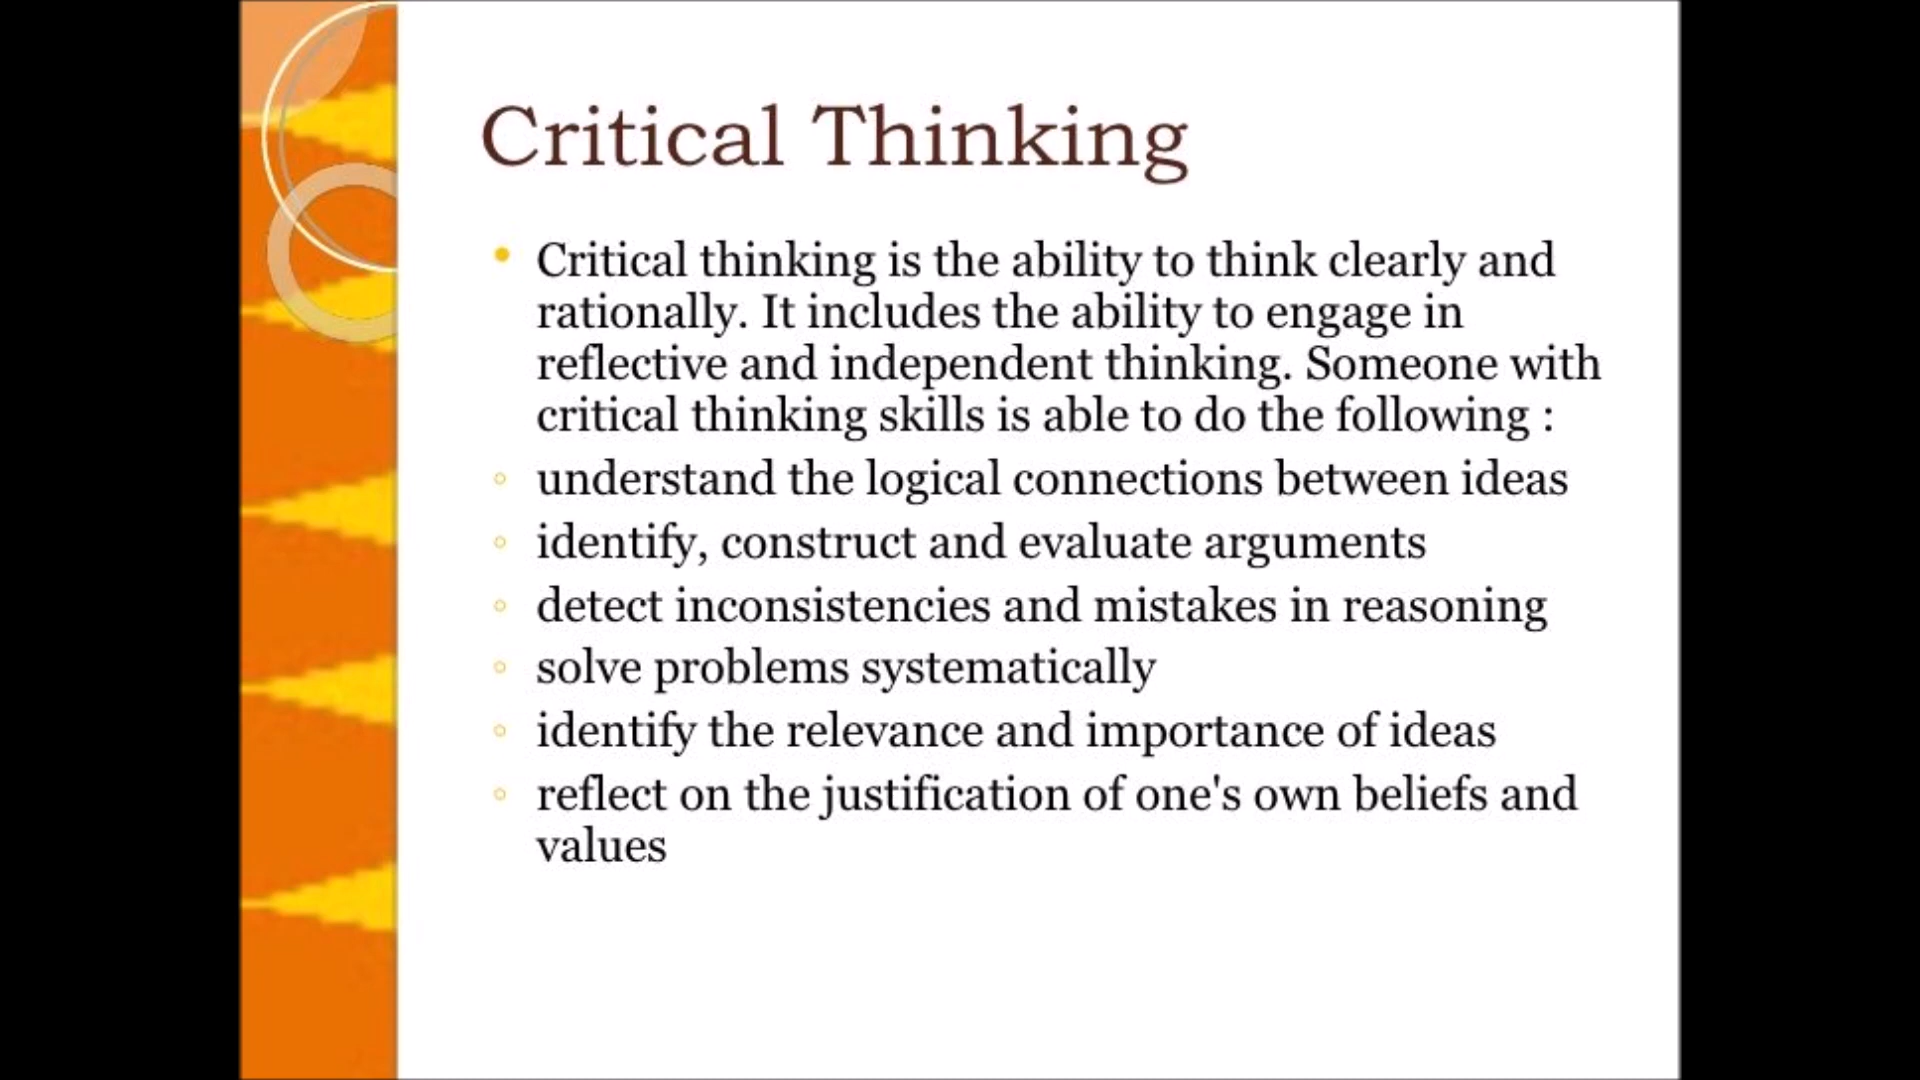 Critical Thinking
• Critical thinking is the ability to think clearly and
rationally. It includes the ability to engage in
reflective and independent thinking. Someone with
critical thinking skills is able to do the following :
◦ understand the logical connections between ideas
◦ identify, construct and evaluate arguments
◦ detect inconsistencies and mistakes in reasoning
◦ solve problems systematically
◦ identify the relevance and importance of ideas
◦ reflect on the justification of one's own beliefs and
values